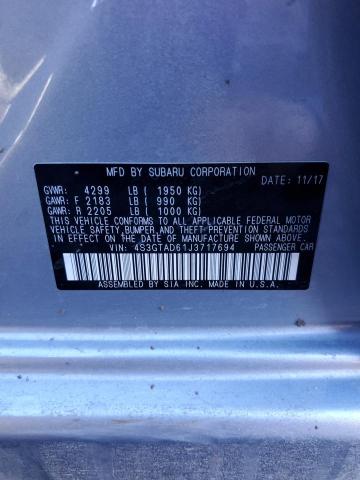 MFD BY SUBARU CORPORATION
DATE: 11/17
GVWR: 4299 LB ( 1950 KG)
GAWR: F 2183 LB ( 990 KG)
GAWR: R 2205 LB ( 1000 KG)
THIS VEHICLE CONFORMS TO ALL APPLICABLE FEDERAL MOTOR
VEHICLE SAFETY, BUMPER, AND THEFT PREVENTION
STANDARDS IN EFFECT ON THE DATE OF
MANUFACTURE SHOWN ABOVE.
VIN: 4S3GTAD61J3717694 PASSENGER CAR
ASSEMBLED BY SIA INC. MADE IN U.S.A.